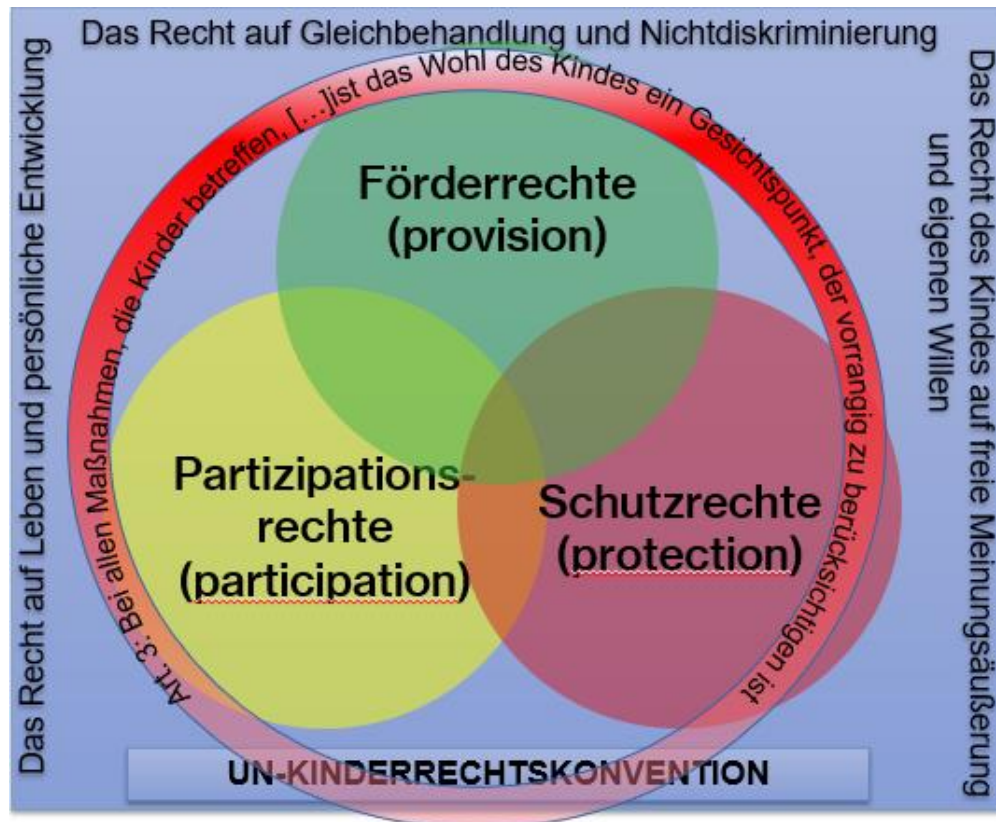 Das Recht auf Gleichbehandlung und Nichtdiskriminierung
Das Recht auf Leben und persönliche Entwicklung
Art. 3: Bei allen Maßnahmen, die Kinder betreffen, [...]ist das Wohl des Kindes ein Gesichtspunkt, der vorrangig zu berücksichtigen ist
Das Recht des Kindes auf freie Meinungsäußerung
und eigenen Willen
Förderrechte
(provision)
Partizipations-
rechte
(participation)
Schutzrechte
(protection)
UN-KINDERRECHTSKONVENTION